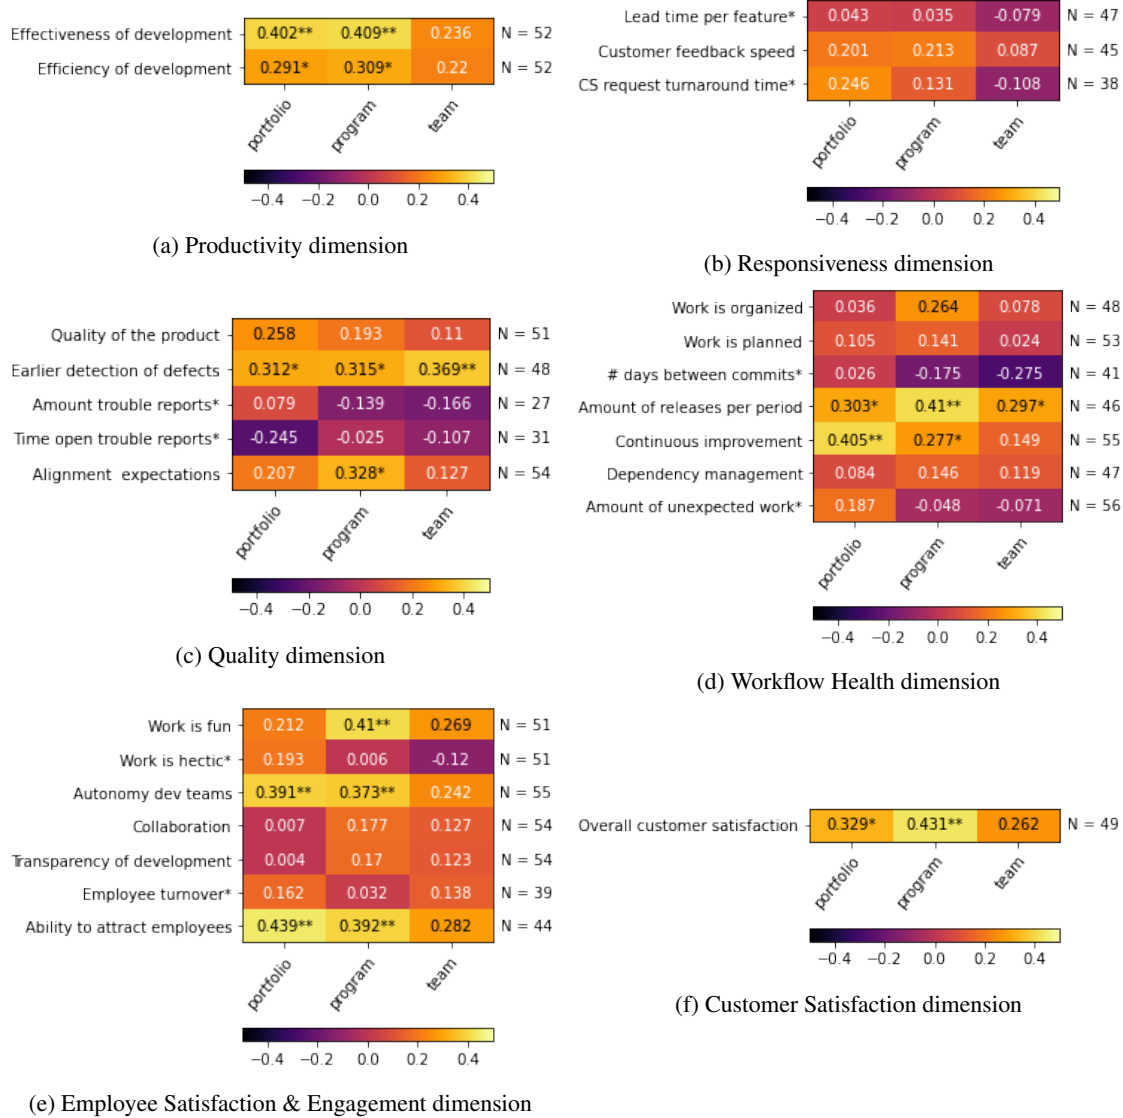 Effectiveness of development 0.402** 0.409** 0.236 N = 52
Efficiency of development 0.291* 0.309* 0.22 N = 52
portfolio program team
−0.4 −0.2 0.0 0.2 0.4
(a) Productivity dimension
Lead time per feature* 0.043 0.035 -0.079 N = 47
Customer feedback speed 0.201 0.213 0.087 N = 45
CS request turnaround time* 0.246 0.131 -0.108 N = 38
portfolio program team
−0.4 −0.2 0.0 0.2 0.4
(b) Responsiveness dimension
Quality of the product 0.258 0.193 0.11 N = 51
Earlier detection of defects 0.312* 0.315* 0.369** N = 48
Amount trouble reports* 0.079 -0.139 -0.166 N = 27
Time open trouble reports* -0.245 -0.025 -0.107 N = 31
Alignment expectations 0.207 0.328* 0.127 N = 54
portfolio program team
−0.4 −0.2 0.0 0.2 0.4
(c) Quality dimension
Work is organized 0.036 0.264 0.078 N = 48
Work is planned 0.105 0.141 0.024 N = 53
# days between commits* 0.026 -0.175 -0.275 N = 41
Amount of releases per period 0.303* 0.41** 0.297* N = 46
Continuous improvement 0.405** 0.277* 0.149 N = 55
Dependency management 0.084 0.146 0.119 N = 47
Amount of unexpected work* 0.187 -0.048 -0.071 N = 56
portfolio program team
−0.4 −0.2 0.0 0.2 0.4
(d) Workflow Health dimension
Work is fun 0.212 0.41** 0.269 N = 51
Work is hectic* 0.193 0.006 -0.12 N = 51
Autonomy dev teams 0.391** 0.373** 0.242 N = 55
Collaboration 0.007 0.177 0.127 N = 54
Transparency of development 0.004 0.17 0.123 N = 54
Employee turnover* 0.162 0.032 0.138 N = 39
Ability to attract employees 0.439** 0.392** 0.282 N = 44
portfolio program team
−0.4 −0.2 0.0 0.2 0.4
(e) Employee Satisfaction & Engagement dimension
Overall customer satisfaction 0.329* 0.431** 0.262 N = 49
portfolio program team
−0.4 −0.2 0.0 0.2 0.4
(f) Customer Satisfaction dimension